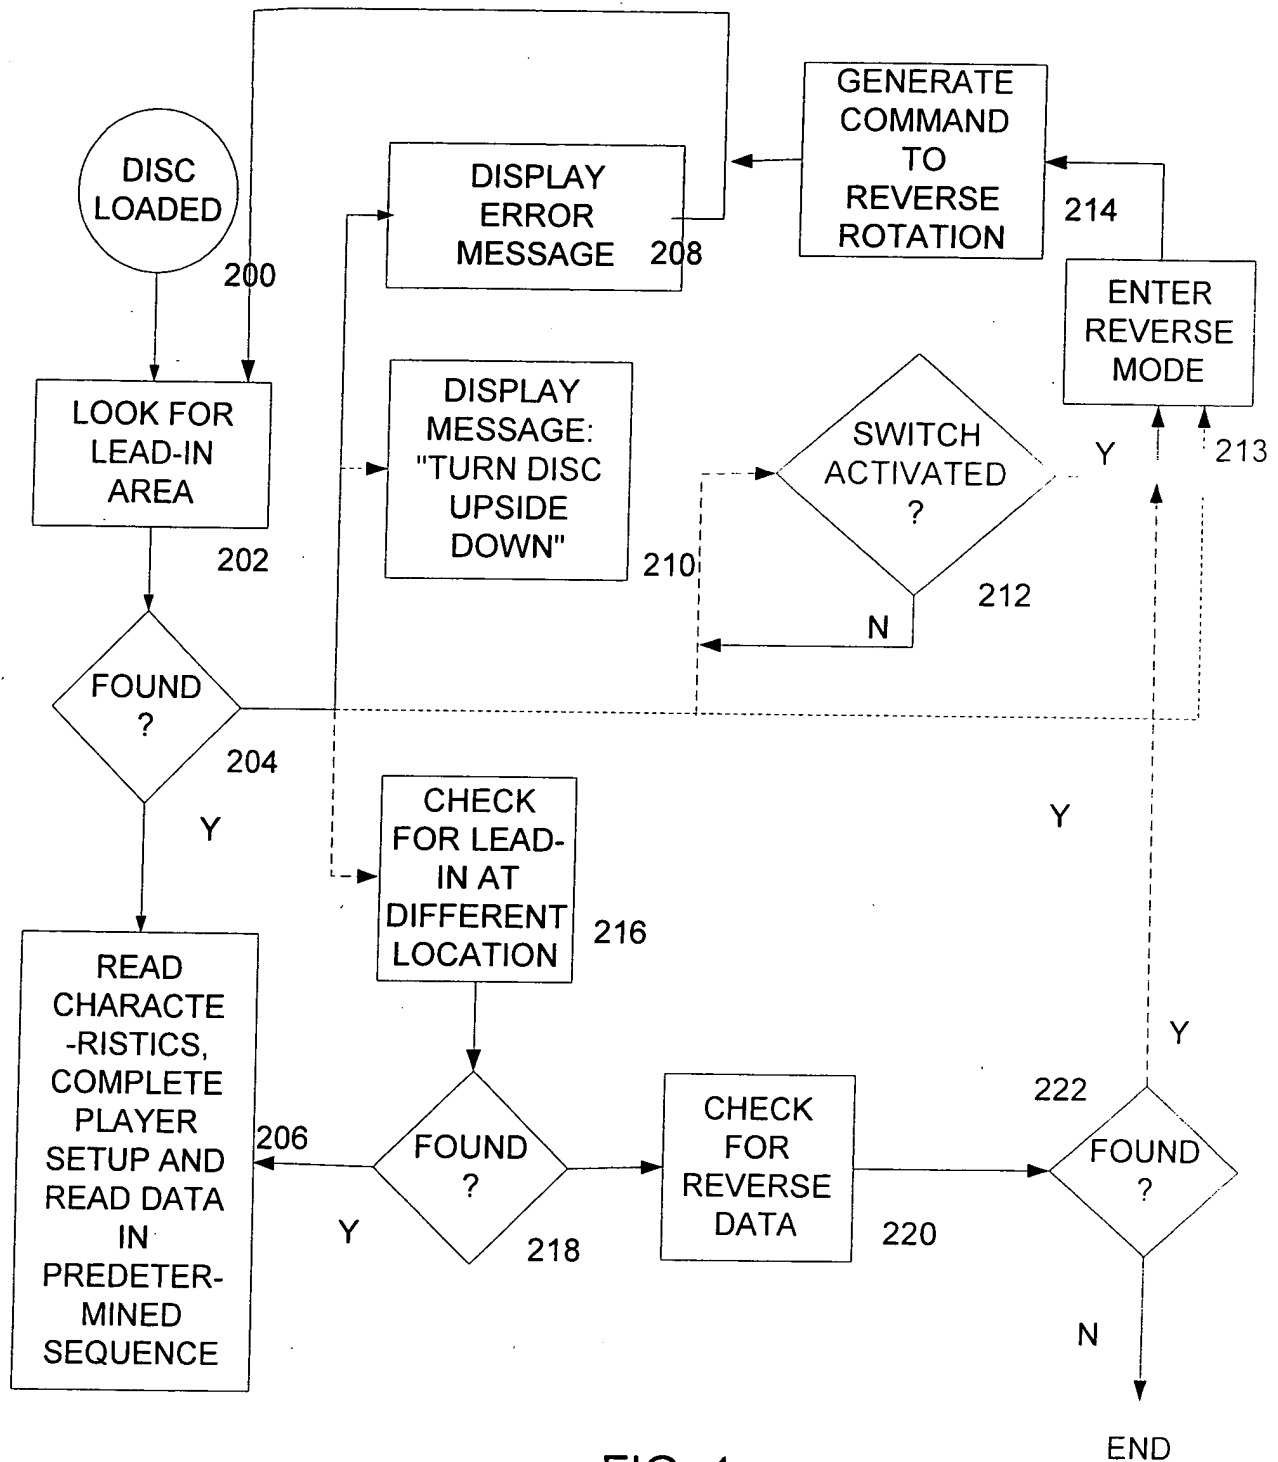 DISC
LOADED
200
LOOK FOR
LEAD-IN
AREA
202
FOUND
?
204
Y
READ
CHARACTE
-RISTICS,
COMPLETE
PLAYER
SETUP AND
READ DATA
IN
PREDETER-
MINED
SEQUENCE
206
DISPLAY
ERROR
MESSAGE
208
DISPLAY
MESSAGE:
"TURN DISC
UPSIDE
DOWN"
210
SWITCH
ACTIVATED
?
212
Y
N
GENERATE
COMMAND
TO
REVERSE
ROTATION
214
ENTER
REVERSE
MODE
213
CHECK
FOR LEAD-
IN AT
DIFFERENT
LOCATION
216
FOUND
?
218
Y
CHECK
FOR
REVERSE
DATA
220
FOUND
?
222
Y
Y
N
END